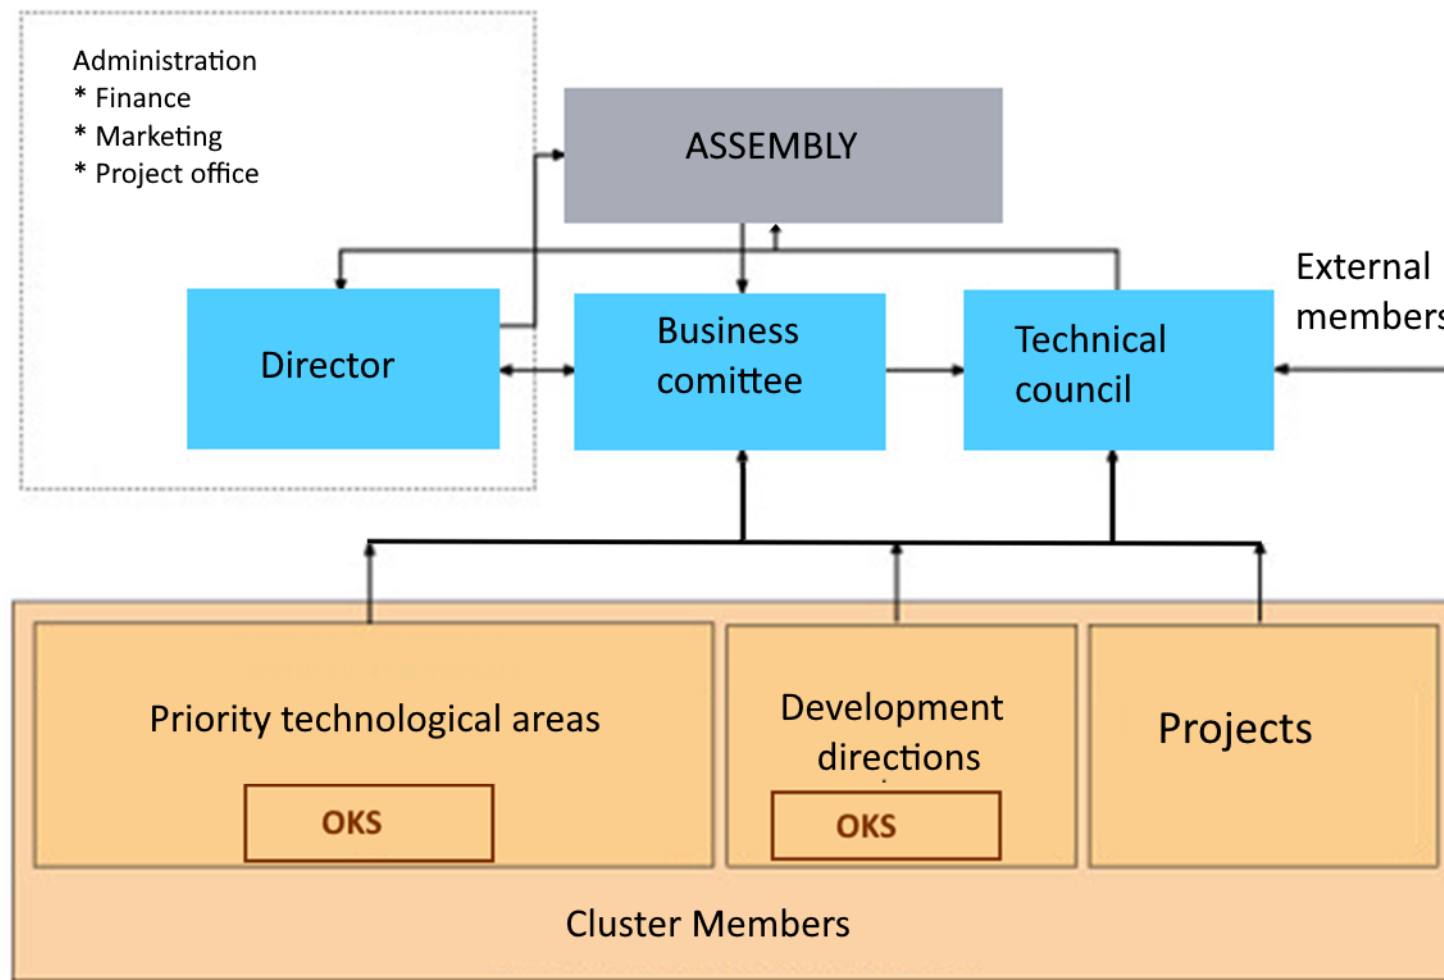 Administration
* Finance
* Marketing
* Project office
ASSEMBLY
Director
Business
comittee
Technical
council
External
members
Priority technological areas
OKS
Development
directions
OKS
Projects
Cluster Members